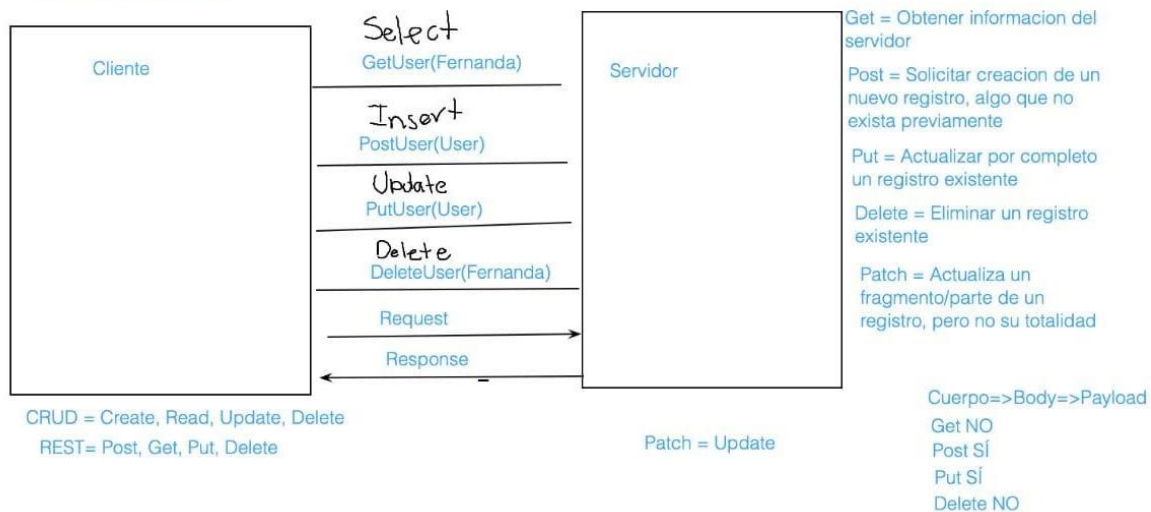 Cliente
Select
GetUser(Fernanda)
Insert
PostUser(User)
Update
PutUser(User)
Delete
DeleteUser(Fernanda)
Request
Response
Servidor
Get = Obtener informacion del
servidor
Post = Solicitar creacion de un
nuevo registro, algo que no
exista previamente
Put = Actualizar por completo
un registro existente
Delete = Eliminar un registro
existente
Patch = Actualiza un
fragmento/parte de un
registro, pero no su totalidad
CRUD = Create, Read, Update, Delete
REST= Post, Get, Put, Delete
Patch = Update
Cuerpo=>Body=>Payload
Get NO
Post SÍ
Put SÍ
Delete NO